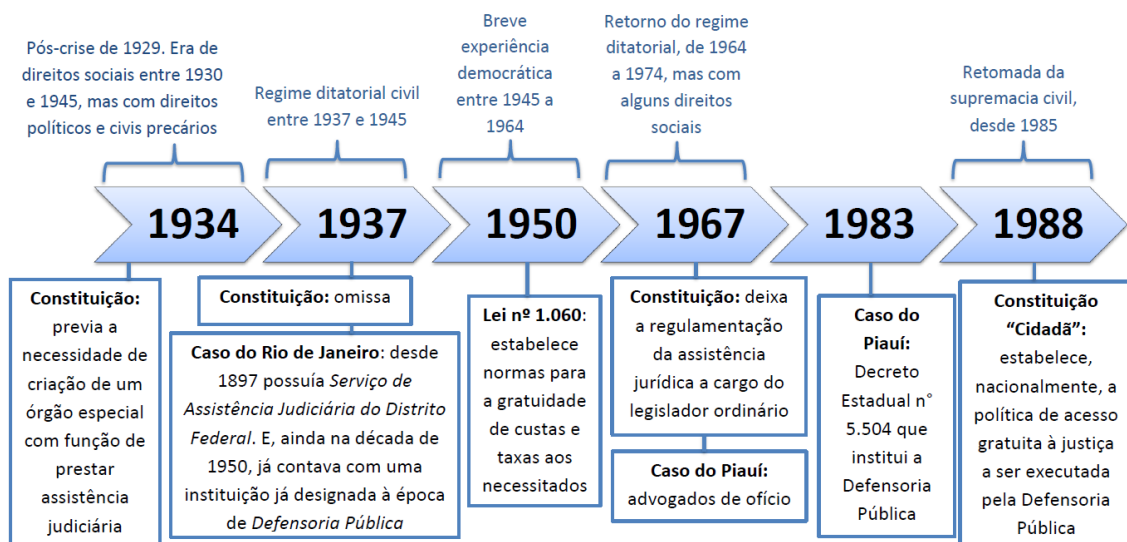 Pós-crise de 1929. Era de
direitos sociais entre 1930
e 1945, mas com direitos
políticos e civis precários
Regime ditatorial civil
entre 1937 e 1945
Breve
experiência
democrática
entre 1945 a
1964
Retorno do regime
ditatorial, de 1964
a 1974, mas com
alguns direitos
sociais
Retomada da
supremacia civil,
desde 1985
1934
1937
1950
1967
1983
1988
Constituição:
previa a
necessidade de
criação de um
órgão especial
com função de
prestar
assistência
judiciária
Constituição: omissa
Caso do Rio de Janeiro: desde
1897 possuía Serviço de
Assistência Judiciária do Distrito
Federal. E, ainda na década de
1950, já contava com uma
instituição já designada à época
de Defensoria Pública
Lei nº 1.060:
estabelece
normas para
a gratuidade
de custas e
taxas aos
necessitados
Constituição: deixa
a regulamentação
da assistência
jurídica a cargo do
legislador ordinário
Caso do Piauí:
advogados de ofício
Caso do
Piauí:
Decreto
Estadual n°
5.504 que
institui a
Defensoria
Pública
Constituição
“Cidadã”:
estabelece,
nacionalmente, a
política de acesso
gratuita à justiça
a ser executada
pela Defensoria
Pública